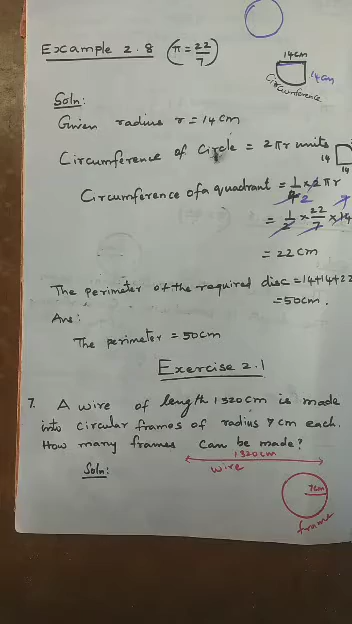 Example 2.8 (π = 22/7)
14cm
14cm
Circumference
Soln:
Given radius r = 14cm
Circumference of Circle = 2πr units
14
14
Circumference of a quadrant = 1/4 × 2πr
2
= 1/2 × 22/7 × 14
= 22cm
The perimeter of the required disc = 14+14+22
= 50cm.
Ans:
The perimeter = 50cm
Exercise 2.1
7. A wire of length 1320cm is made
into circular frames of radius 7cm each.
How many frames can be made?
1320cm
wire
Soln:
7cm
frame